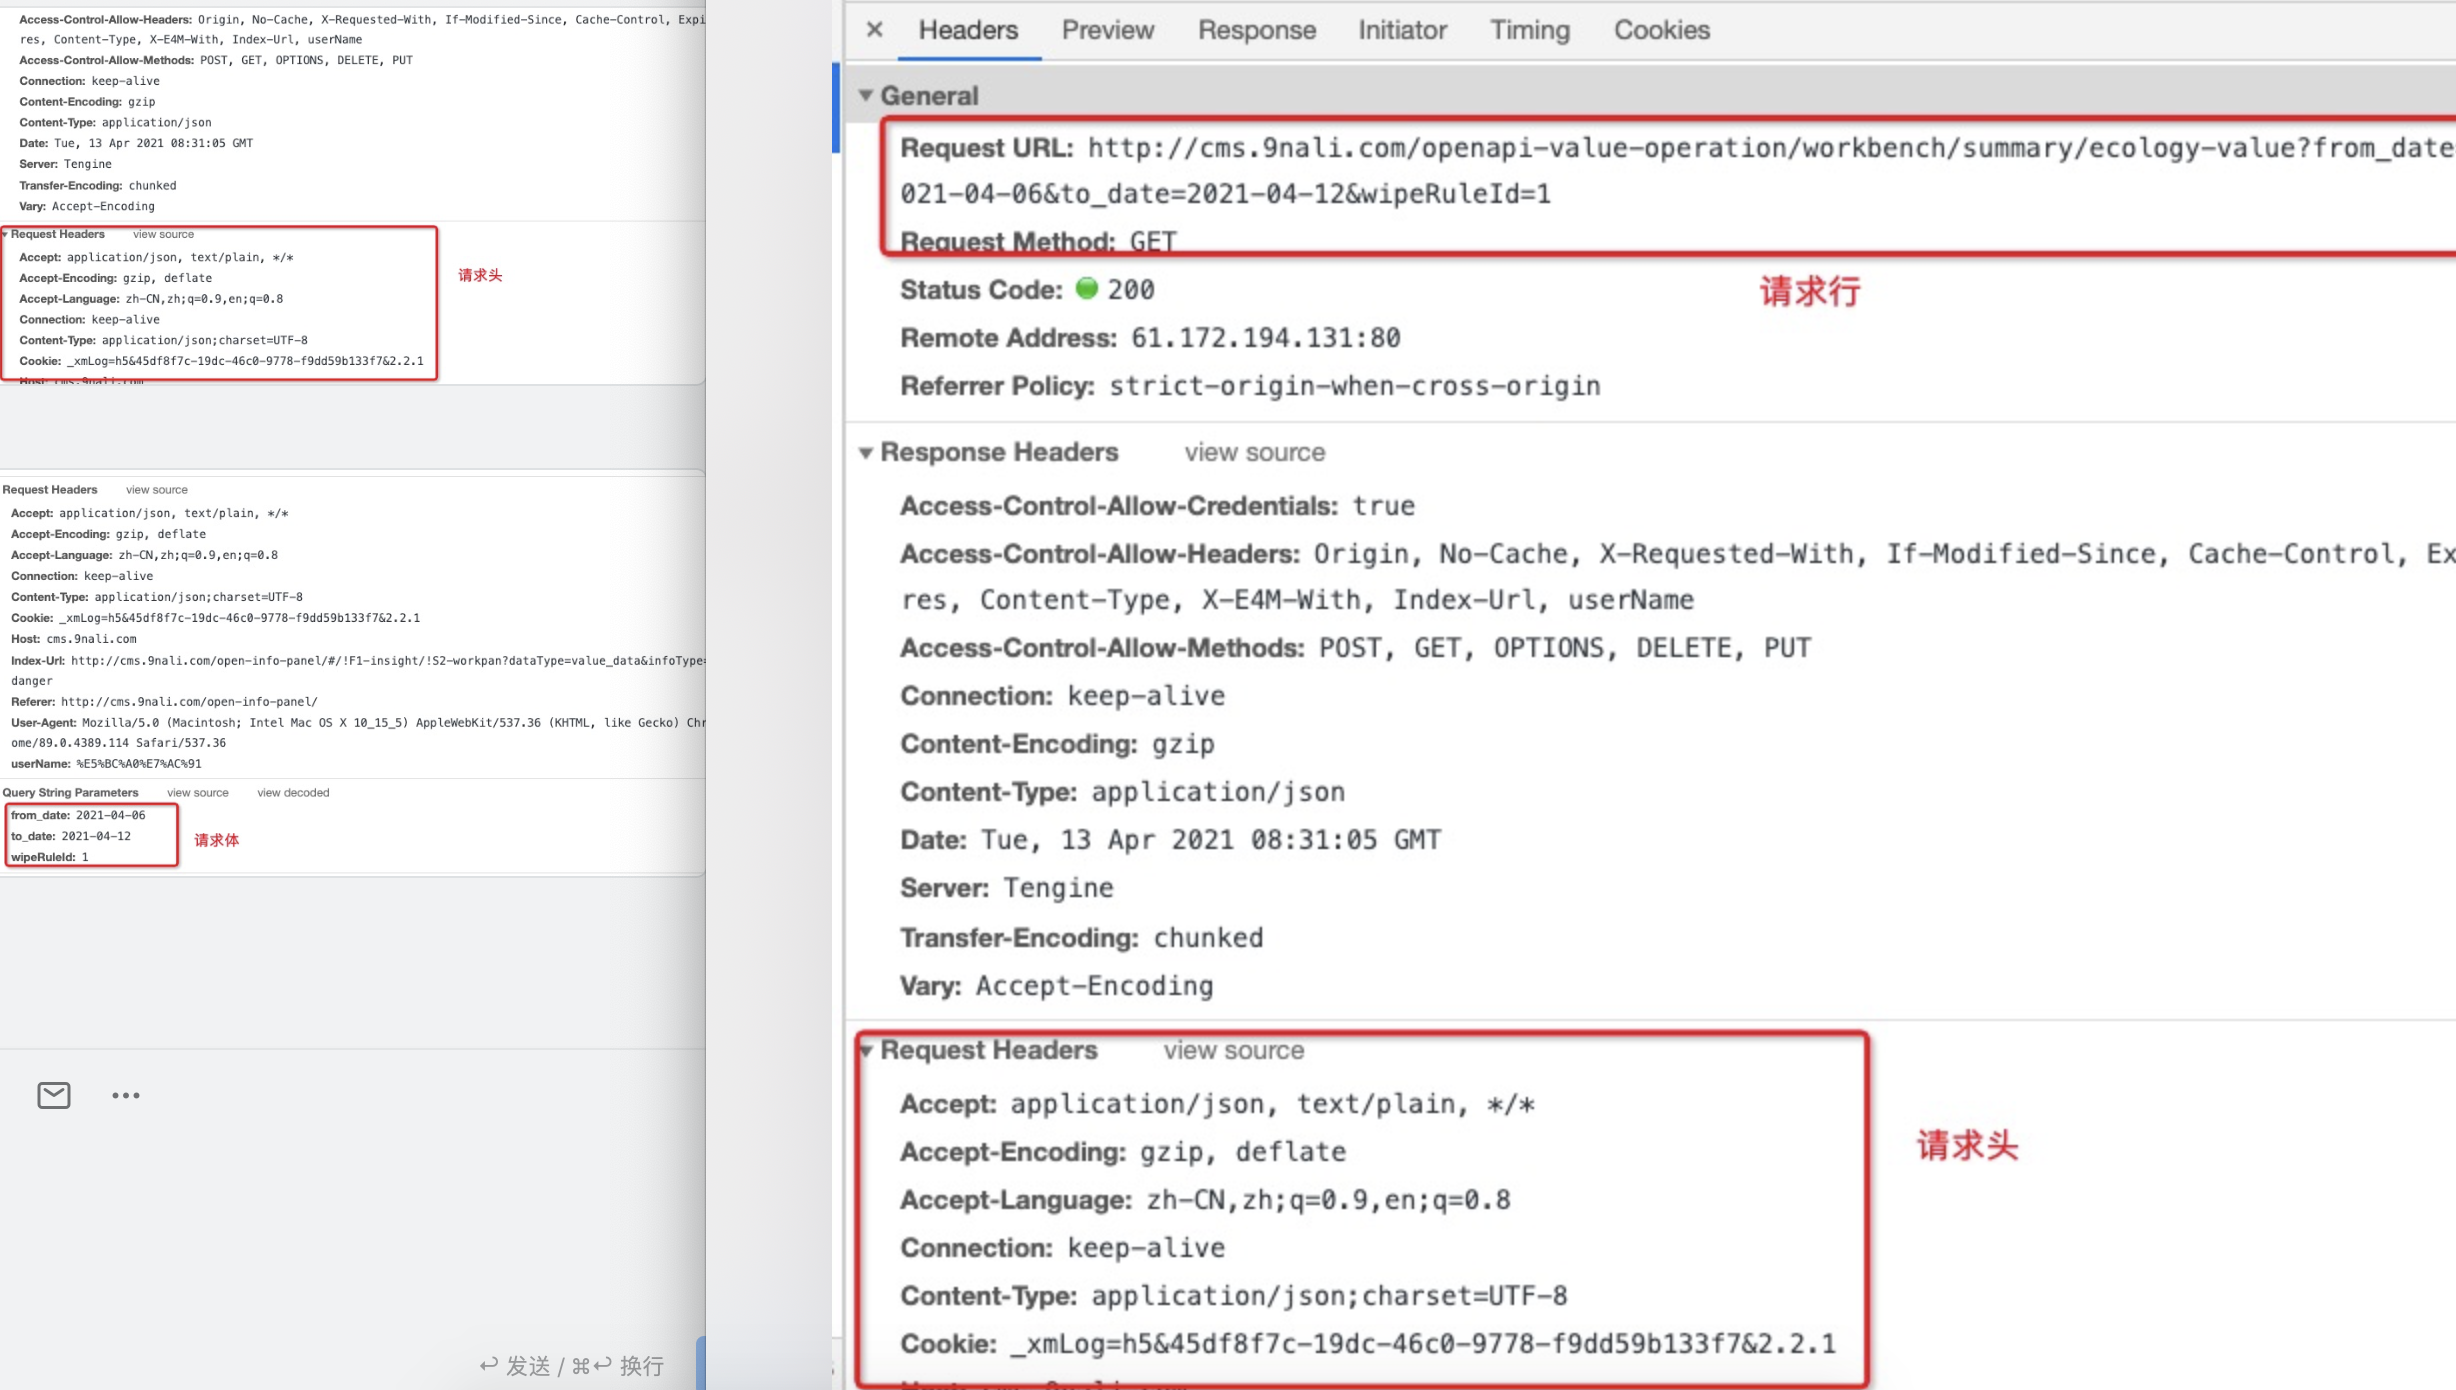 Access-Control-Allow-Headers: Origin, No-Cache, X-Requested-With, If-Modified-Since, Cache-Control, Expi
res, Content-Type, X-E4M-With, Index-Url, userName
Access-Control-Allow-Methods: POST, GET, OPTIONS, DELETE, PUT
Connection: keep-alive
Content-Encoding: gzip
Content-Type: application/json
Date: Tue, 13 Apr 2021 08:31:05 GMT
Server: Tengine
Transfer-Encoding: chunked
Vary: Accept-Encoding
Request Headers view source
Accept: application/json, text/plain, */*
Accept-Encoding: gzip, deflate
Accept-Language: zh-CN,zh;q=0.9,en;q=0.8
Connection: keep-alive
Content-Type: application/json;charset=UTF-8
Cookie: _xmLog=h5&45df8f7c-19dc-46c0-9778-f9dd59b133f7&2.2.1
Host: cms.9nali.com
请求头
Request Headers view source
Accept: application/json, text/plain, */*
Accept-Encoding: gzip, deflate
Accept-Language: zh-CN,zh;q=0.9,en;q=0.8
Connection: keep-alive
Content-Type: application/json;charset=UTF-8
Cookie: _xmLog=h5&45df8f7c-19dc-46c0-9778-f9dd59b133f7&2.2.1
Host: cms.9nali.com
Index-Url: http://cms.9nali.com/open-info-panel/#/!F1-insight/!S2-workpan?dataType=value_data&infoType=
danger
Referer: http://cms.9nali.com/open-info-panel/
User-Agent: Mozilla/5.0 (Macintosh; Intel Mac OS X 10_15_5) AppleWebKit/537.36 (KHTML, like Gecko) Chr
ome/89.0.4389.114 Safari/537.36
userName: %E5%BC%A0%E7%AC%91
Query String Parameters view source view decoded
from_date: 2021-04-06
to_date: 2021-04-12
wipeRuleId: 1
请求体
发送 / ⌘↩ 换行
Headers Preview Response Initiator Timing Cookies
General
Request URL: http://cms.9nali.com/openapi-value-operation/workbench/summary/ecology-value?from_date
021-04-06&to_date=2021-04-12&wipeRuleId=1
Request Method: GET
Status Code: 200
请求行
Remote Address: 61.172.194.131:80
Referrer Policy: strict-origin-when-cross-origin
Response Headers view source
Access-Control-Allow-Credentials: true
Access-Control-Allow-Headers: Origin, No-Cache, X-Requested-With, If-Modified-Since, Cache-Control, Ex
res, Content-Type, X-E4M-With, Index-Url, userName
Access-Control-Allow-Methods: POST, GET, OPTIONS, DELETE, PUT
Connection: keep-alive
Content-Encoding: gzip
Content-Type: application/json
Date: Tue, 13 Apr 2021 08:31:05 GMT
Server: Tengine
Transfer-Encoding: chunked
Vary: Accept-Encoding
Request Headers view source
Accept: application/json, text/plain, */*
Accept-Encoding: gzip, deflate
Accept-Language: zh-CN,zh;q=0.9,en;q=0.8
Connection: keep-alive
Content-Type: application/json;charset=UTF-8
Cookie: _xmLog=h5&45df8f7c-19dc-46c0-9778-f9dd59b133f7&2.2.1
请求头